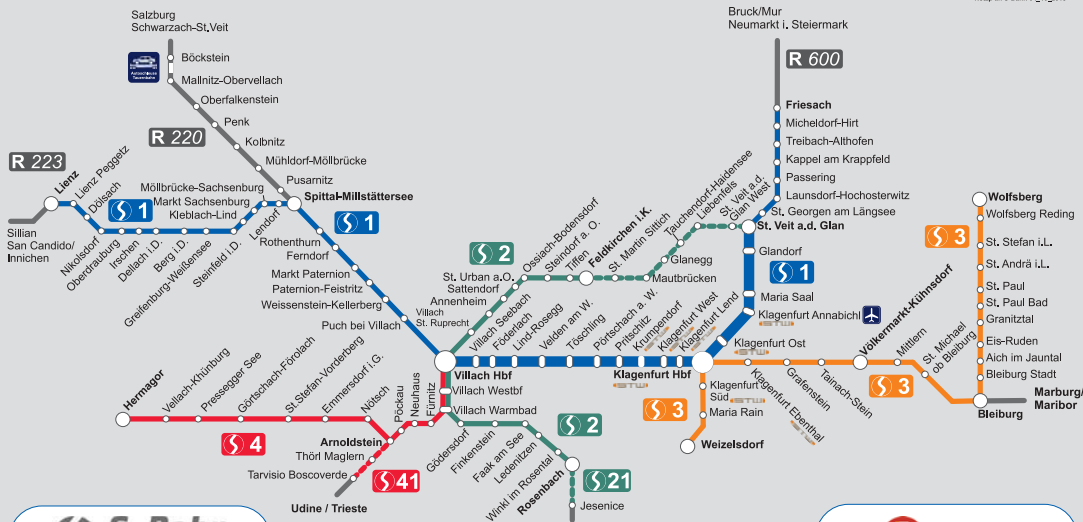 Salzburg
Schwarzach-St.Veit
Böckstein
Autoschleuse
Tauernbahn
Mallnitz-Obervellach
Oberfalkenstein
Penk
R 220
Kolbnitz
Mühldorf-Möllbrücke
Pusarnitz
Spittal-Millstättersee
R 223
Lienz
Lienz Peggetz
Dölsach
S 1
Möllbrücke-Sachsenburg
Markt Sachsenburg
Kleblach-Lind
Lendorf
Sillian
San Candido/
Innichen
Nikolsdorf
Oberdrauburg
Irschen
Dellach i.D.
Berg i.D.
Greifenburg-Weißensee
Steinfeld i.D.
S 1
Rothenthurn
Ferndorf
Markt Paternion
Paternion-Feistritz
Weissenstein-Kellerberg
Puch bei Villach
Villach
St. Ruprecht
Annenheim
Sattendorf
St. Urban a.O.
S 2
Ossiach-Bodensdorf
Steindorf a. O.
Tiffen
Feldkirchen i.K.
St. Martin Sittich
Mautbrücken
Glanegg
Tauchendorf-Haidensee
Liebenfels
St. Veit a.d.
Glan West
St. Veit a.d. Glan
Bruck/Mur
Neumarkt i. Steiermark
R 600
Friesach
Micheldorf-Hirt
Treibach-Althofen
Kappel am Krappfeld
Passering
Launsdorf-Hochosterwitz
St. Georgen am Längsee
Glandorf
S 1
Maria Saal
Klagenfurt Annabichl
STW
Klagenfurt Ost
STW
Villach Hbf
Villach Seebach
Föderlach
Lind-Rosegg
Velden am W.
Töschling
Pörtschach a. W.
Pritschitz
Krumpendorf
STW
Klagenfurt West
STW
Klagenfurt Lend
STW
Klagenfurt Hbf
STW
Klagenfurt
Süd
STW
Maria Rain
S 3
Weizelsdorf
Klagenfurt Ebenthal
STW
Grafenstein
Tainach-Stein
Völkermarkt-Kühnsdorf
Mittlern
S 3
St. Michael
ob Bleiburg
Wolfsberg
Wolfsberg Reding
S 3
St. Stefan i.L.
St. Andrä i.L.
St. Paul
St. Paul Bad
Granitztal
Eis-Ruden
Aich im Jauntal
Bleiburg Stadt
Bleiburg
Marburg/
Maribor
Hermagor
Vellach-Khünburg
Pressegger See
Görtschach-Förolach
St.Stefan-Vorderberg
Emmersdorf i.G.
Nötsch
S 4
Arnoldstein
Pöckau
Neuhaus
Fürnitz
Thörl Maglern
Tarvisio Boscoverde
S 41
Udine / Trieste
Villach Westbf
Villach Warmbad
Gödersdorf
Finkenstein
Faak am See
Ledenitzen
Winkl im Rosental
Rosenbach
S 2
S 21
Jesenice
S-Bahn